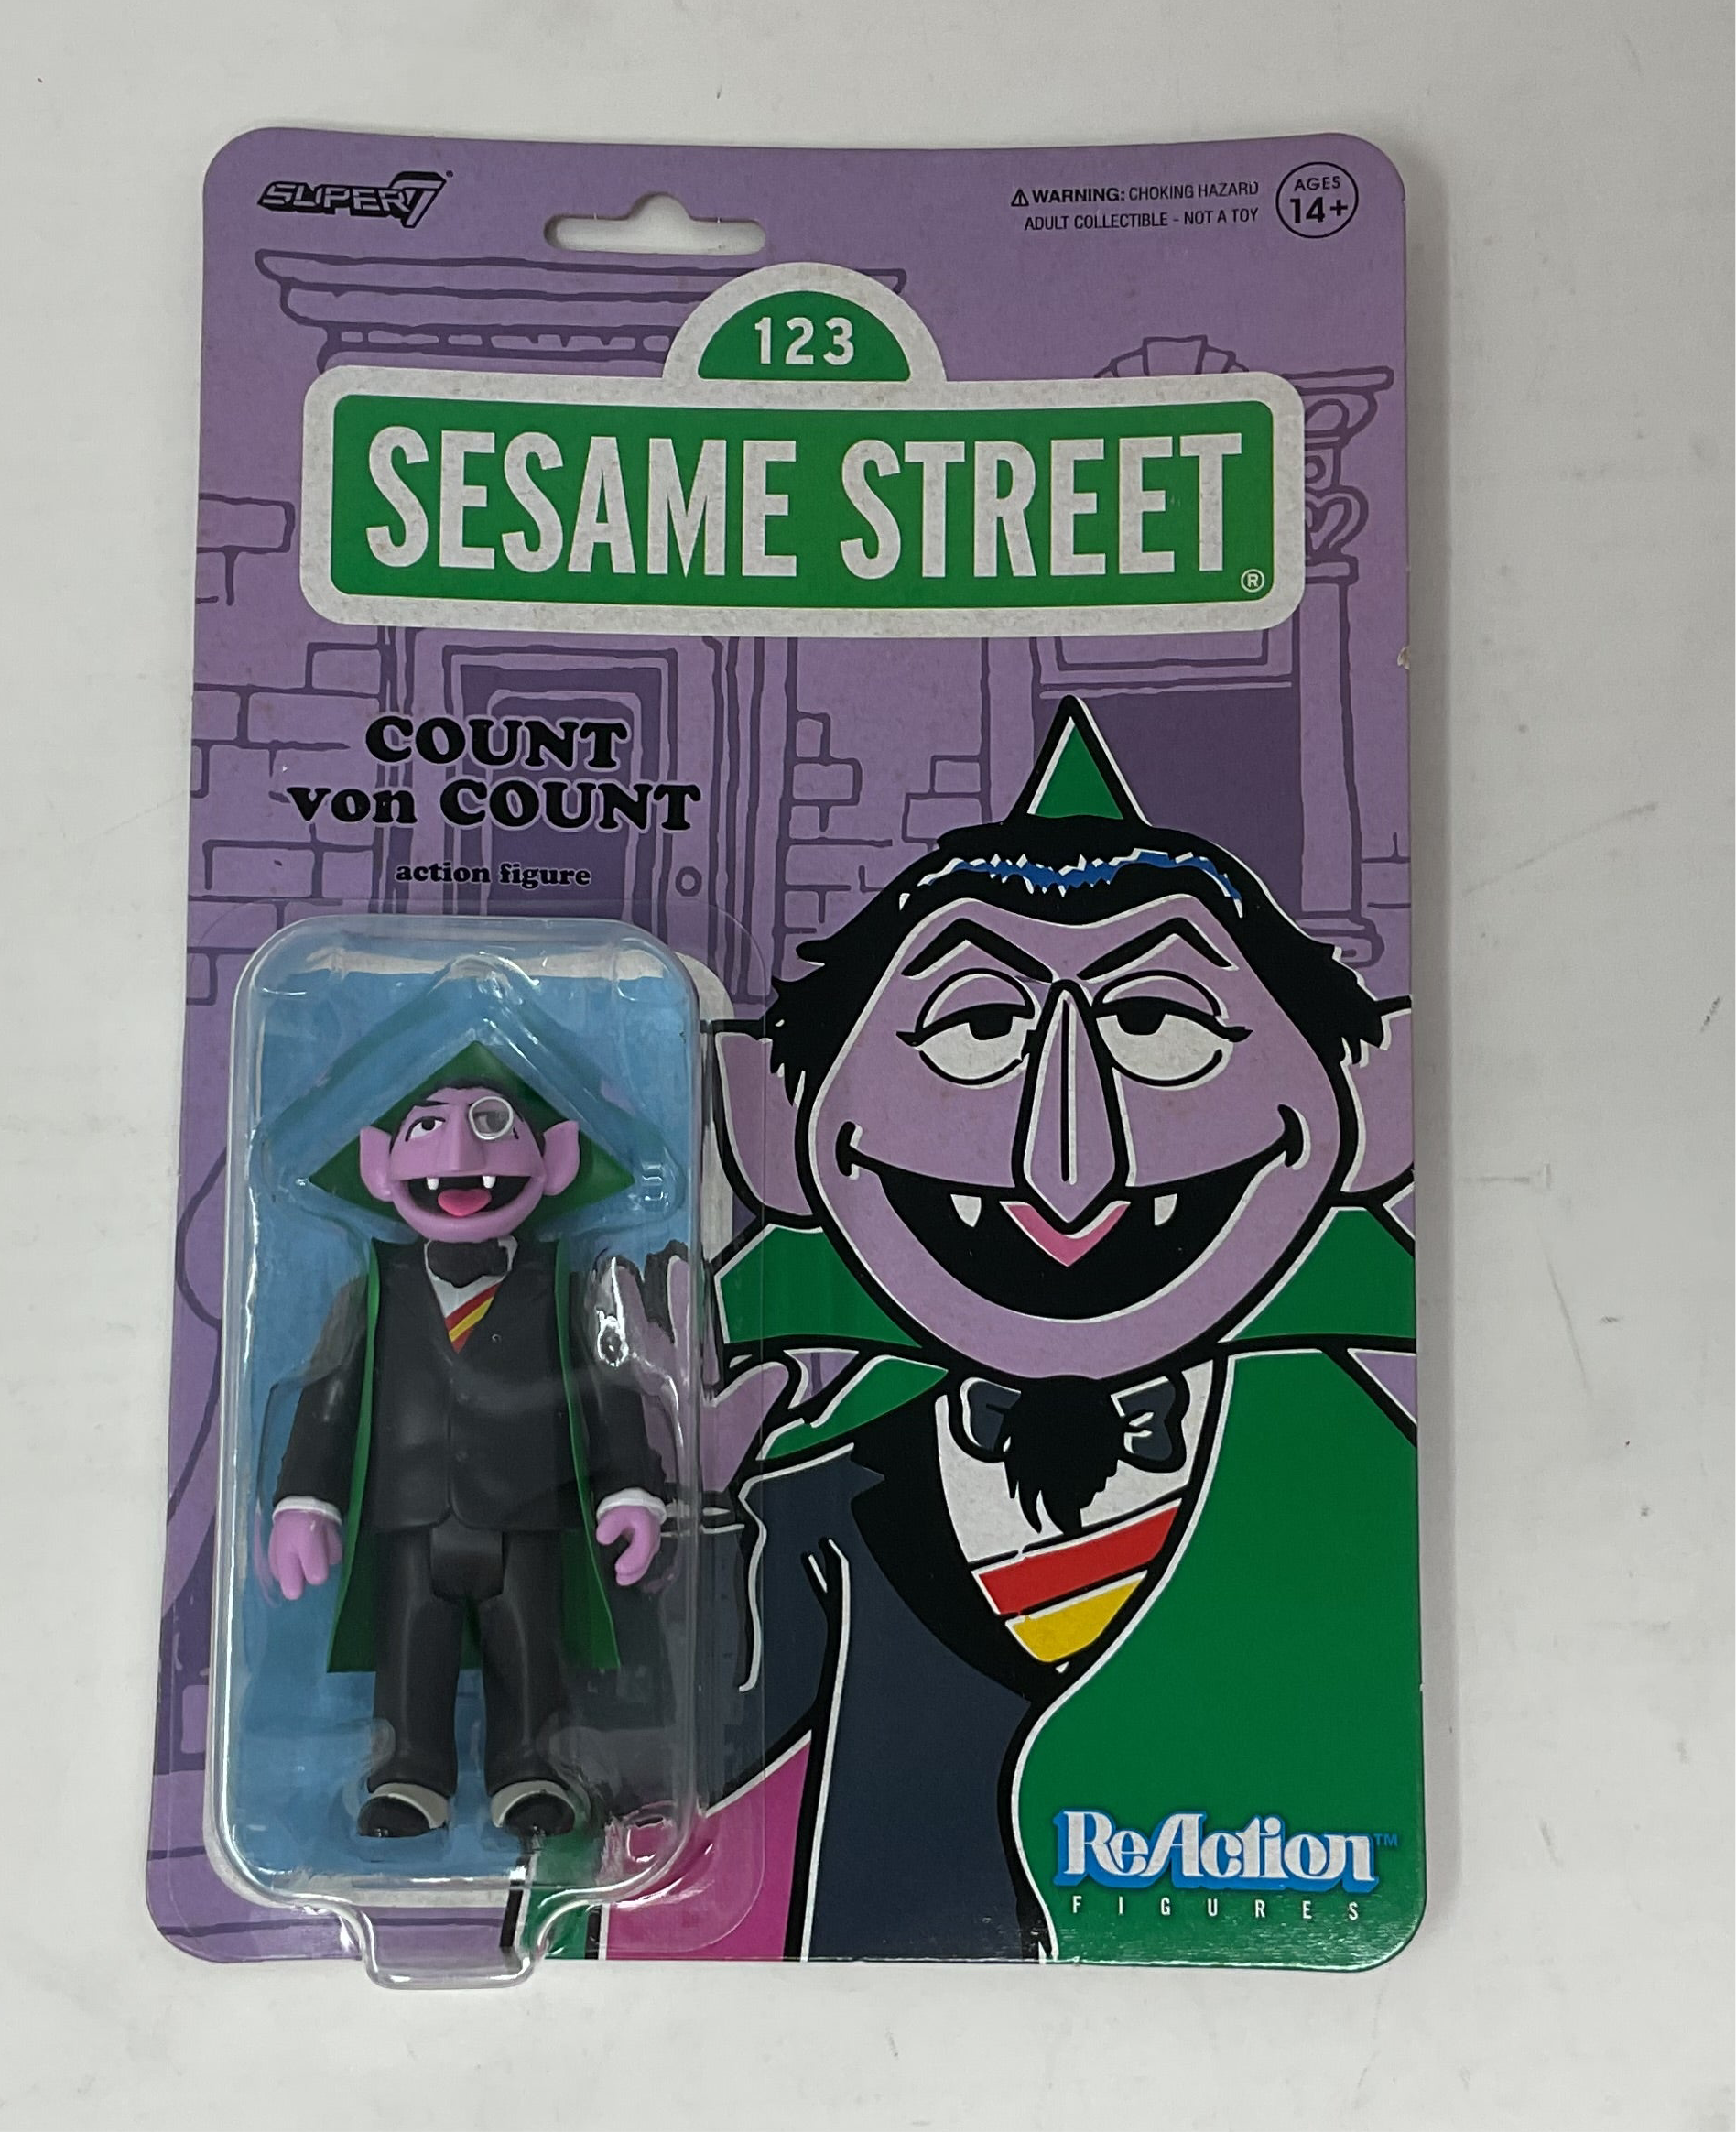 SUPER7
⚠ WARNING: CHOKING HAZARD
ADULT COLLECTIBLE - NOT A TOY
AGES
14+
123
SESAME STREET®
COUNT
von COUNT
action figure
ReAction™
FIGURES